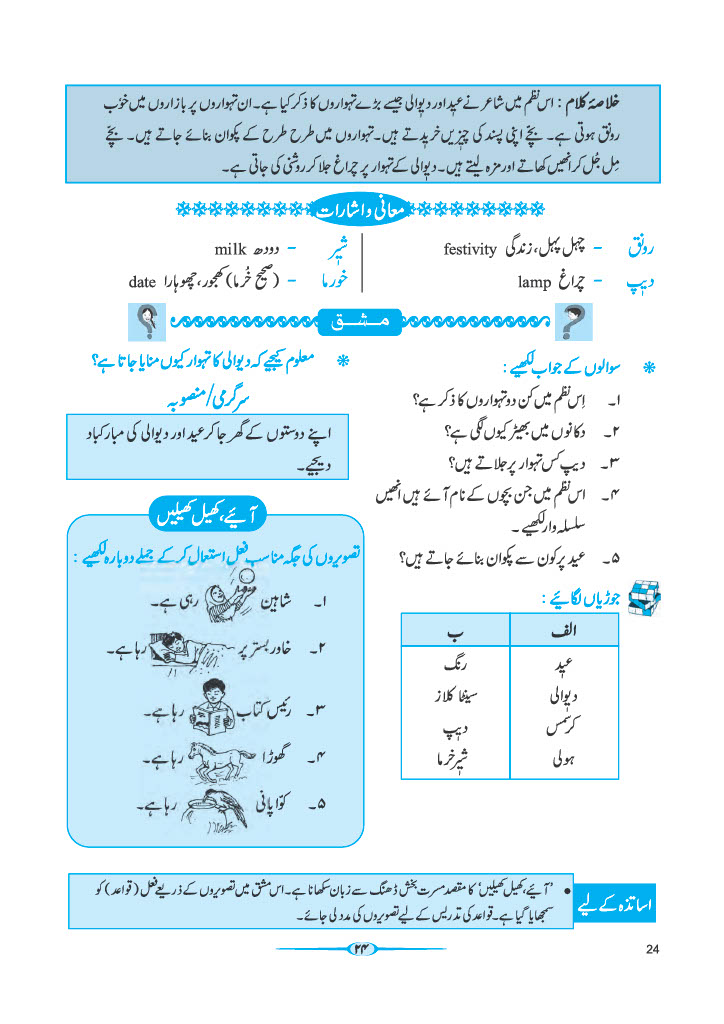 خلاصۂ کلام : اس نظم میں شاعر نے عید اور دیوالی جیسے بڑے تہواروں کا ذکر کیا ہے۔ ان تہواروں پر بازاروں میں خوٗب
رونق ہوتی ہے۔ بچّے اپنی پسند کی چیزیں خریدتے ہیں۔ تہواروں میں طرح طرح کے پکوان بنائے جاتے ہیں۔ بچّے
مِل جُل کر انھیں کھاتے اور مزہ لیتے ہیں۔ دیوالی کے تہوار پر چراغ جلا کر روشنی کی جاتی ہے۔
معانی و اشارات
رونق – چہل پہل، زندگی festivity
دیپ – چراغ lamp
شیر – دودھ milk
خورما – (صحیح خُرما) کھجور، چھوہارا date
مــشــق
* سوالوں کے جواب لکھیے :
۱۔ اِس نظم میں کن دو تہواروں کا ذکر ہے؟
۲۔ دکانوں میں بھیڑ کیوں لگی ہے؟
۳۔ دیپ کس تہوار پر جلاتے ہیں؟
۴۔ اس نظم میں جن بچوں کے نام آئے ہیں انھیں
سلسلہ وار لکھیے ۔
۵۔ عید پر کون سے پکوان بنائے جاتے ہیں؟
جوڑیاں لگائیے :
الف ب
عید رنگ
دیوالی سینٹا کلاز
کرسمس دیپ
ہولی شیر خرما
* معلوم کیجیے کہ دیوالی کا تہوار کیوں منایا جاتا ہے؟
سرگرمی/منصوبہ
اپنے دوستوں کے گھر جا کر عید اور دیوالی کی مبارکباد
دیجیے۔
آئیے، کھیل کھیلیں
تصویروں کی جگہ مناسب فعل استعمال کر کے جملے دوبارہ لکھیے :
۱۔ شاہین رہی ہے۔
۲۔ خاور بستر پر رہا ہے۔
۳۔ رئیس کتاب رہا ہے۔
۴۔ گھوڑا رہا ہے۔
۵۔ کوّا پانی رہا ہے۔
اساتذہ کے لیے
• ’آئیے، کھیل کھیلیں‘ کا مقصد مسرت بخش ڈھنگ سے زبان سکھانا ہے۔ اس مشق میں تصویروں کے ذریعے فعل (قواعد) کو
سمجھایا گیا ہے۔ قواعد کی تدریس کے لیے تصویروں کی مدد لی جائے۔
۲۴
24